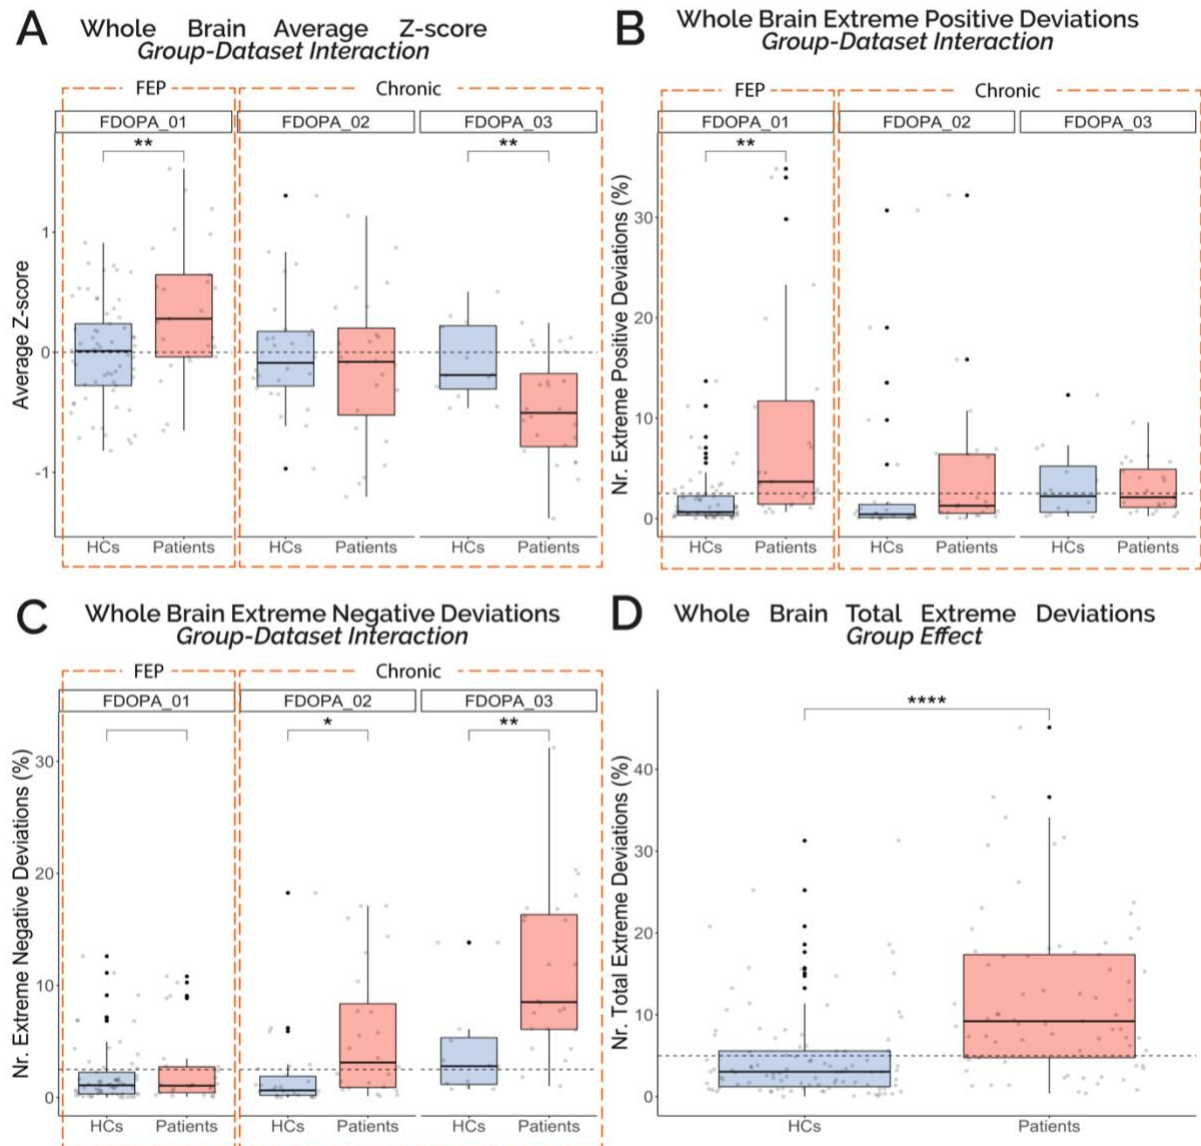 A Whole Brain Average Z-score
Group-Dataset Interaction
FEP
Chronic
FDOPA_01
FDOPA_02
FDOPA_03
**
**
Average Z-score
1
0
-1
HCs
Patients
HCs
Patients
HCs
Patients
B Whole Brain Extreme Positive Deviations
Group-Dataset Interaction
FEP
Chronic
FDOPA_01
FDOPA_02
FDOPA_03
**
Nr. Extreme Positive Deviations (%)
30
20
10
0
HCs
Patients
HCs
Patients
HCs
Patients
C Whole Brain Extreme Negative Deviations
Group-Dataset Interaction
FEP
Chronic
FDOPA_01
FDOPA_02
FDOPA_03
*
**
Nr. Extreme Negative Deviations (%)
30
20
10
0
HCs
Patients
HCs
Patients
HCs
Patients
D Whole Brain Total Extreme Deviations
Group Effect
****
Nr. Total Extreme Deviations (%)
40
30
20
10
0
HCs
Patients